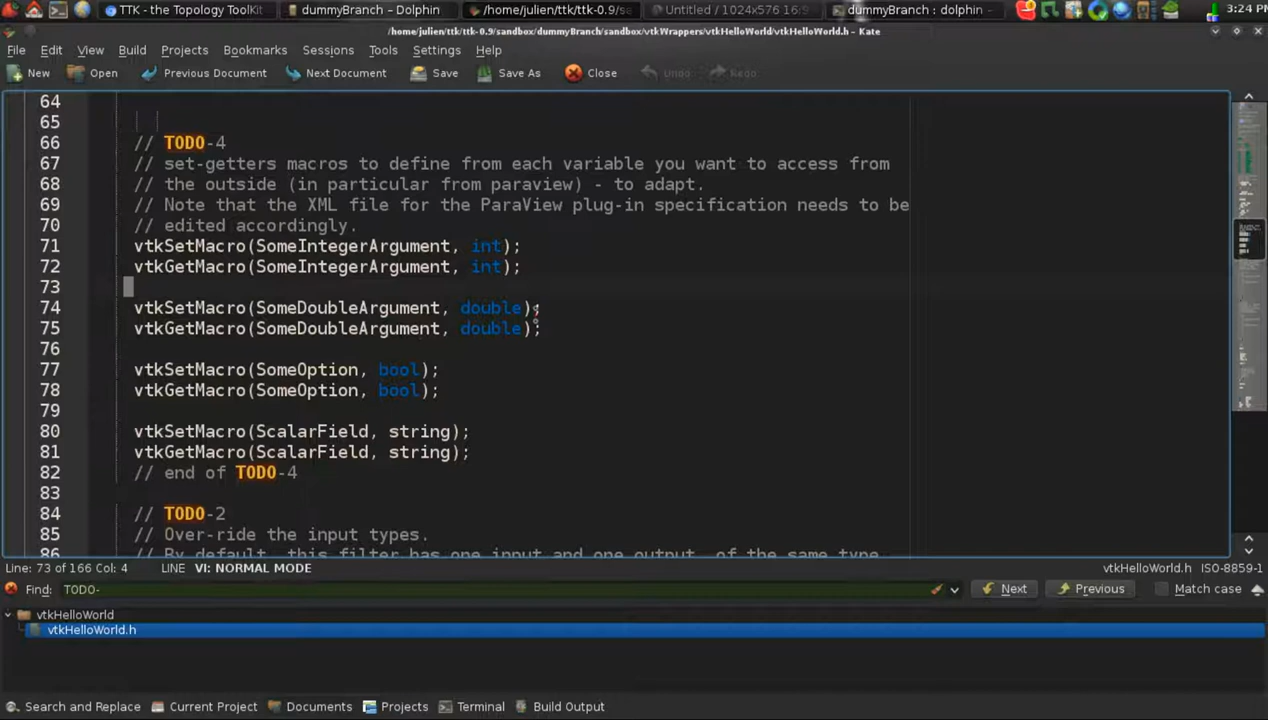 TTK - the Topology ToolKit
dummyBranch – Dolphin
/home/julien/ttk/ttk-0.9/se
Untitled / 1024x576 16:9
dummyBranch : dolphin
3:24 PM
/home/julien/ttk/ttk-0.9/sandbox/dummyBranch/sandbox/vtkWrappers/vtkHelloWorld/vtkHelloWorld.h – Kate
File Edit View Build Projects Bookmarks Sessions Tools Settings Help
New Open Previous Document Next Document Save Save As Close Undo Redo
64
65
66 // TODO-4
67 // set-getters macros to define from each variable you want to access from
68 // the outside (in particular from paraview) - to adapt.
69 // Note that the XML file for the ParaView plug-in specification needs to be
70 // edited accordingly.
71 vtkSetMacro(SomeIntegerArgument, int);
72 vtkGetMacro(SomeIntegerArgument, int);
73
74 vtkSetMacro(SomeDoubleArgument, double);
75 vtkGetMacro(SomeDoubleArgument, double);
76
77 vtkSetMacro(SomeOption, bool);
78 vtkGetMacro(SomeOption, bool);
79
80 vtkSetMacro(ScalarField, string);
81 vtkGetMacro(ScalarField, string);
82 // end of TODO-4
83
84 // TODO-2
85 // Over-ride the input types.
86 // By default, this filter has one input and one output, of the same type.
Line: 73 of 166 Col: 4 LINE VI: NORMAL MODE vtkHelloWorld.h ISO-8859-1
Find: TODO- Next Previous Match case
vtkHelloWorld
vtkHelloWorld.h
Search and Replace Current Project Documents Projects Terminal Build Output